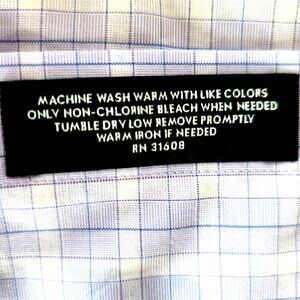 MACHINE WASH WARM WITH LIKE COLORS
ONLY NON-CHLORINE BLEACH WHEN NEEDED
TUMBLE DRY LOW REMOVE PROMPTLY
WARM IRON IF NEEDED
RN 31608